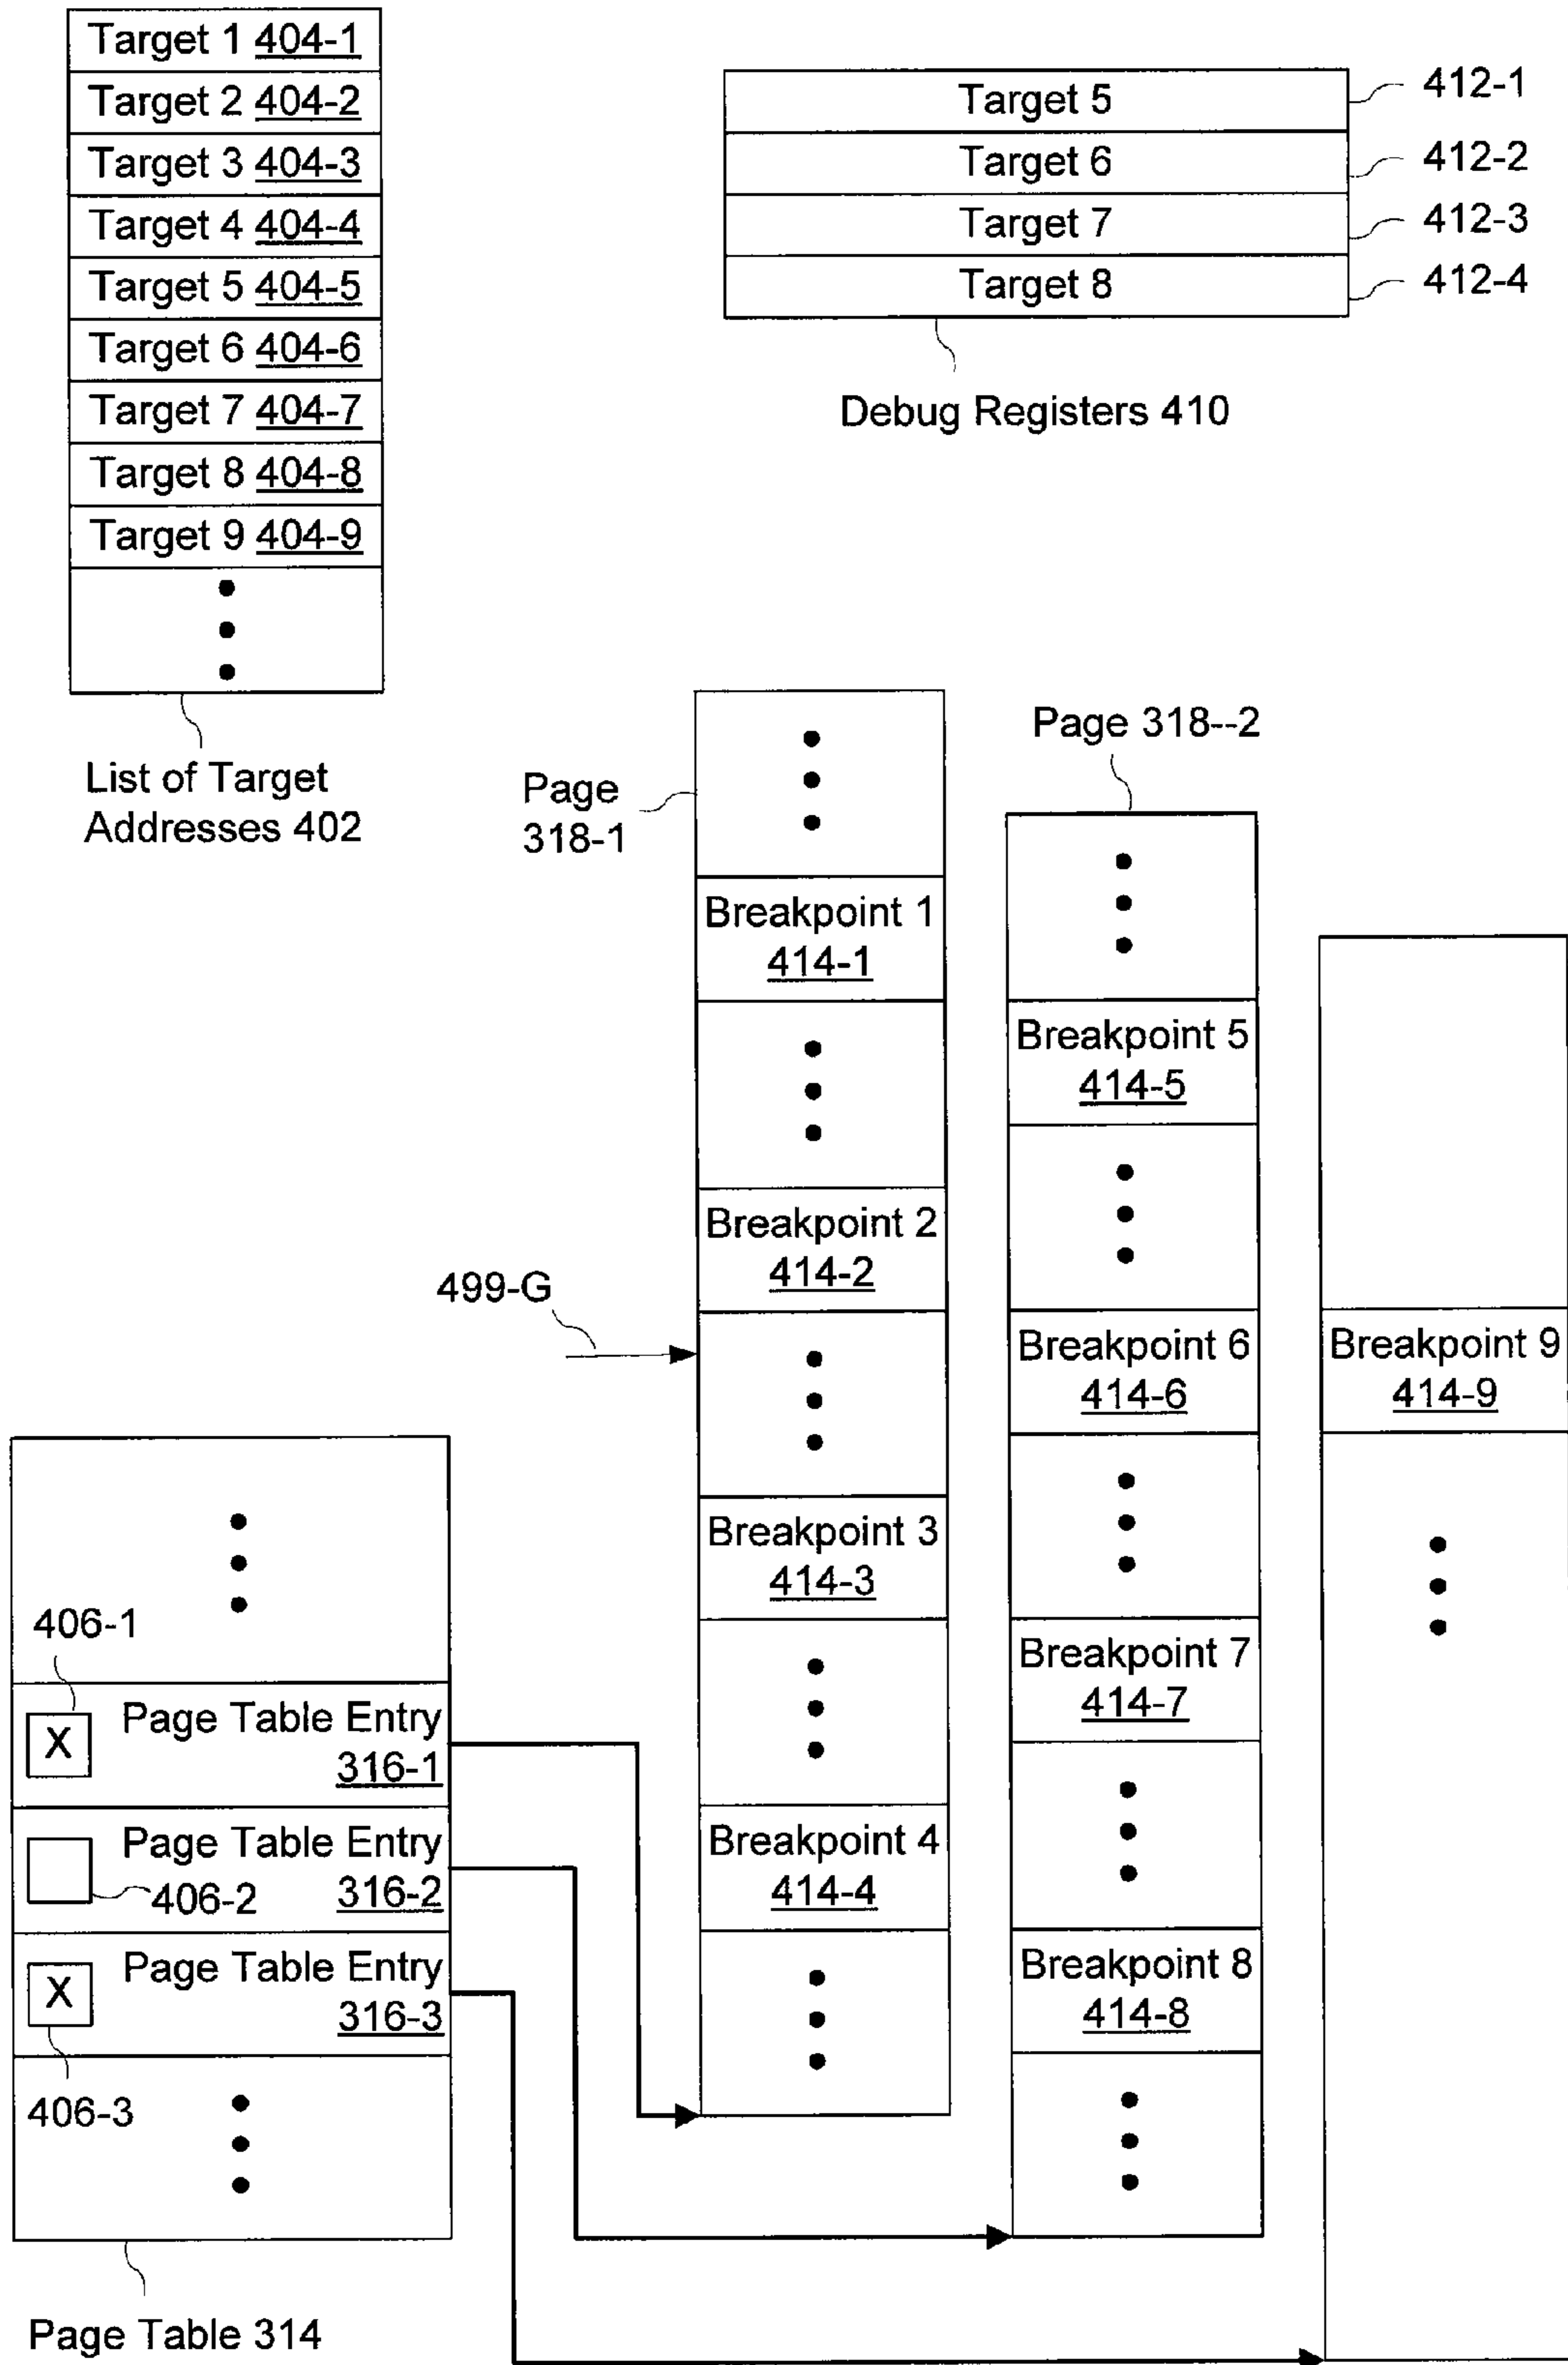 Target 1 404-1
Target 2 404-2
Target 3 404-3
Target 4 404-4
Target 5 404-5
Target 6 404-6
Target 7 404-7
Target 8 404-8
Target 9 404-9
List of Target
Addresses 402
Target 5
412-1
Target 6
412-2
Target 7
412-3
Target 8
412-4
Debug Registers 410
Page
318-1
Breakpoint 1
414-1
Breakpoint 2
414-2
499-G
Breakpoint 3
414-3
Breakpoint 4
414-4
Page 318--2
Breakpoint 5
414-5
Breakpoint 6
414-6
Breakpoint 7
414-7
Breakpoint 8
414-8
Breakpoint 9
414-9
406-1
X
Page Table Entry
316-1
Page Table Entry
406-2
316-2
X
Page Table Entry
316-3
406-3
Page Table 314